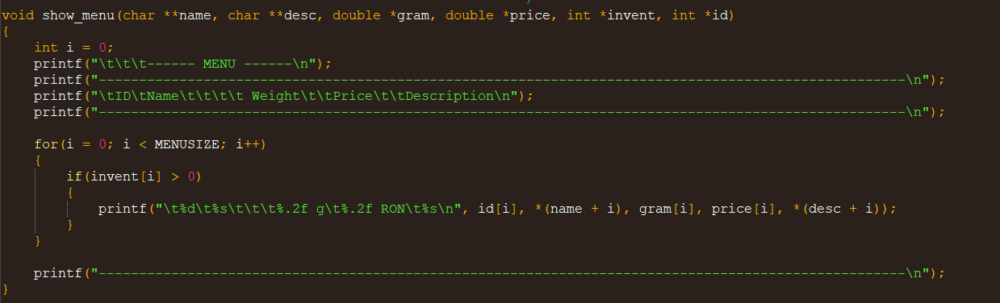 void show_menu(char **name, char **desc, double *gram, double *price, int *invent, int *id)
{
    int i = 0;
    printf("\t\t\t------ MENU ------\n");
    printf("----------------------------------------------------------------------------------------------------\n");
    printf("\tID\tName\t\t\t\t Weight\t\tPrice\t\tDescription\n");
    printf("----------------------------------------------------------------------------------------------------\n");

    for(i = 0; i < MENUSIZE; i++)
    {
        if(invent[i] > 0)
        {
            printf("\t%d\t%s\t\t\t%.2f g\t%.2f RON\t%s\n", id[i], *(name + i), gram[i], price[i], *(desc + i));
        }
    }

    printf("----------------------------------------------------------------------------------------------------\n");
}